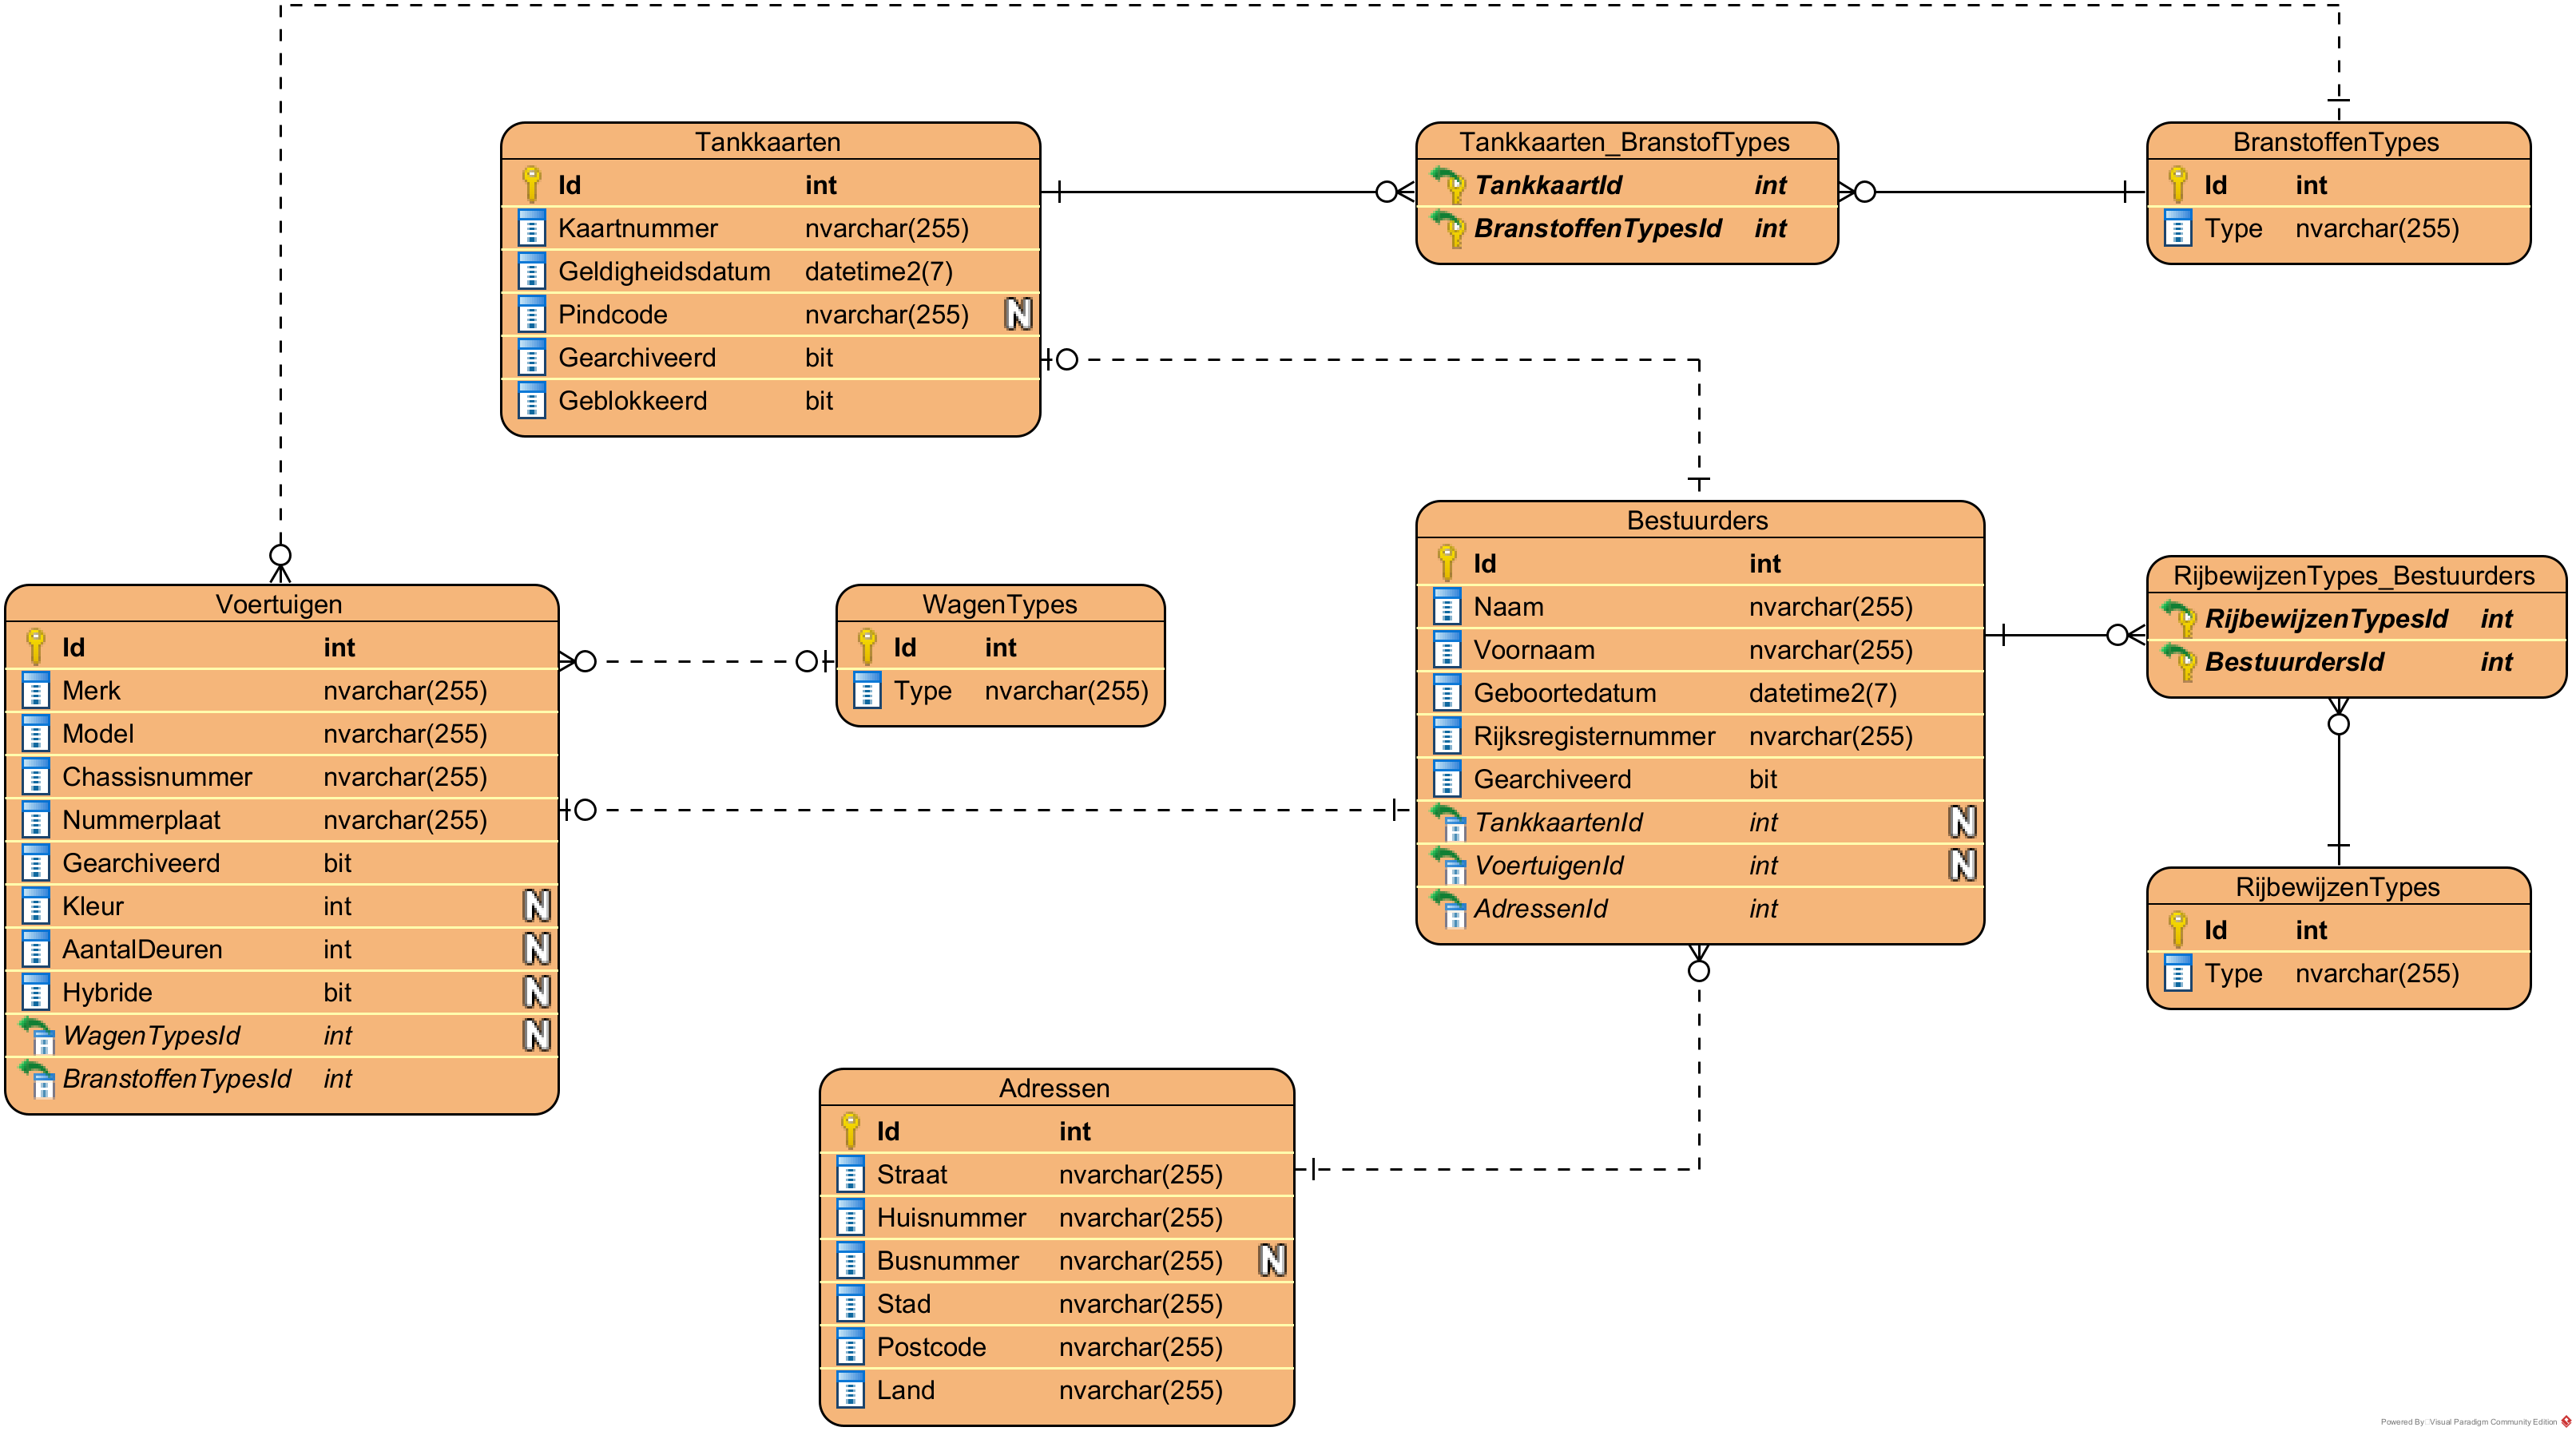 Tankkaarten
Id int
Kaartnummer nvarchar(255)
Geldigheidsdatum datetime2(7)
Pindcode nvarchar(255) N
Gearchiveerd bit
Geblokkeerd bit
Tankkaarten_BranstofTypes
TankkaartId int
BranstoffenTypesId int
BranstoffenTypes
Id int
Type nvarchar(255)
Voertuigen
Id int
Merk nvarchar(255)
Model nvarchar(255)
Chassisnummer nvarchar(255)
Nummerplaat nvarchar(255)
Gearchiveerd bit
Kleur int N
AantalDeuren int N
Hybride bit N
WagenTypesId int N
BranstoffenTypesId int
WagenTypes
Id int
Type nvarchar(255)
Bestuurders
Id int
Naam nvarchar(255)
Voornaam nvarchar(255)
Geboortedatum datetime2(7)
Rijksregisternummer nvarchar(255)
Gearchiveerd bit
TankkaartenId int N
VoertuigenId int N
AdressenId int
RijbewijzenTypes_Bestuurders
RijbewijzenTypesId int
BestuurdersId int
RijbewijzenTypes
Id int
Type nvarchar(255)
Adressen
Id int
Straat nvarchar(255)
Huisnummer nvarchar(255)
Busnummer nvarchar(255) N
Stad nvarchar(255)
Postcode nvarchar(255)
Land nvarchar(255)
Powered By Visual Paradigm Community Edition